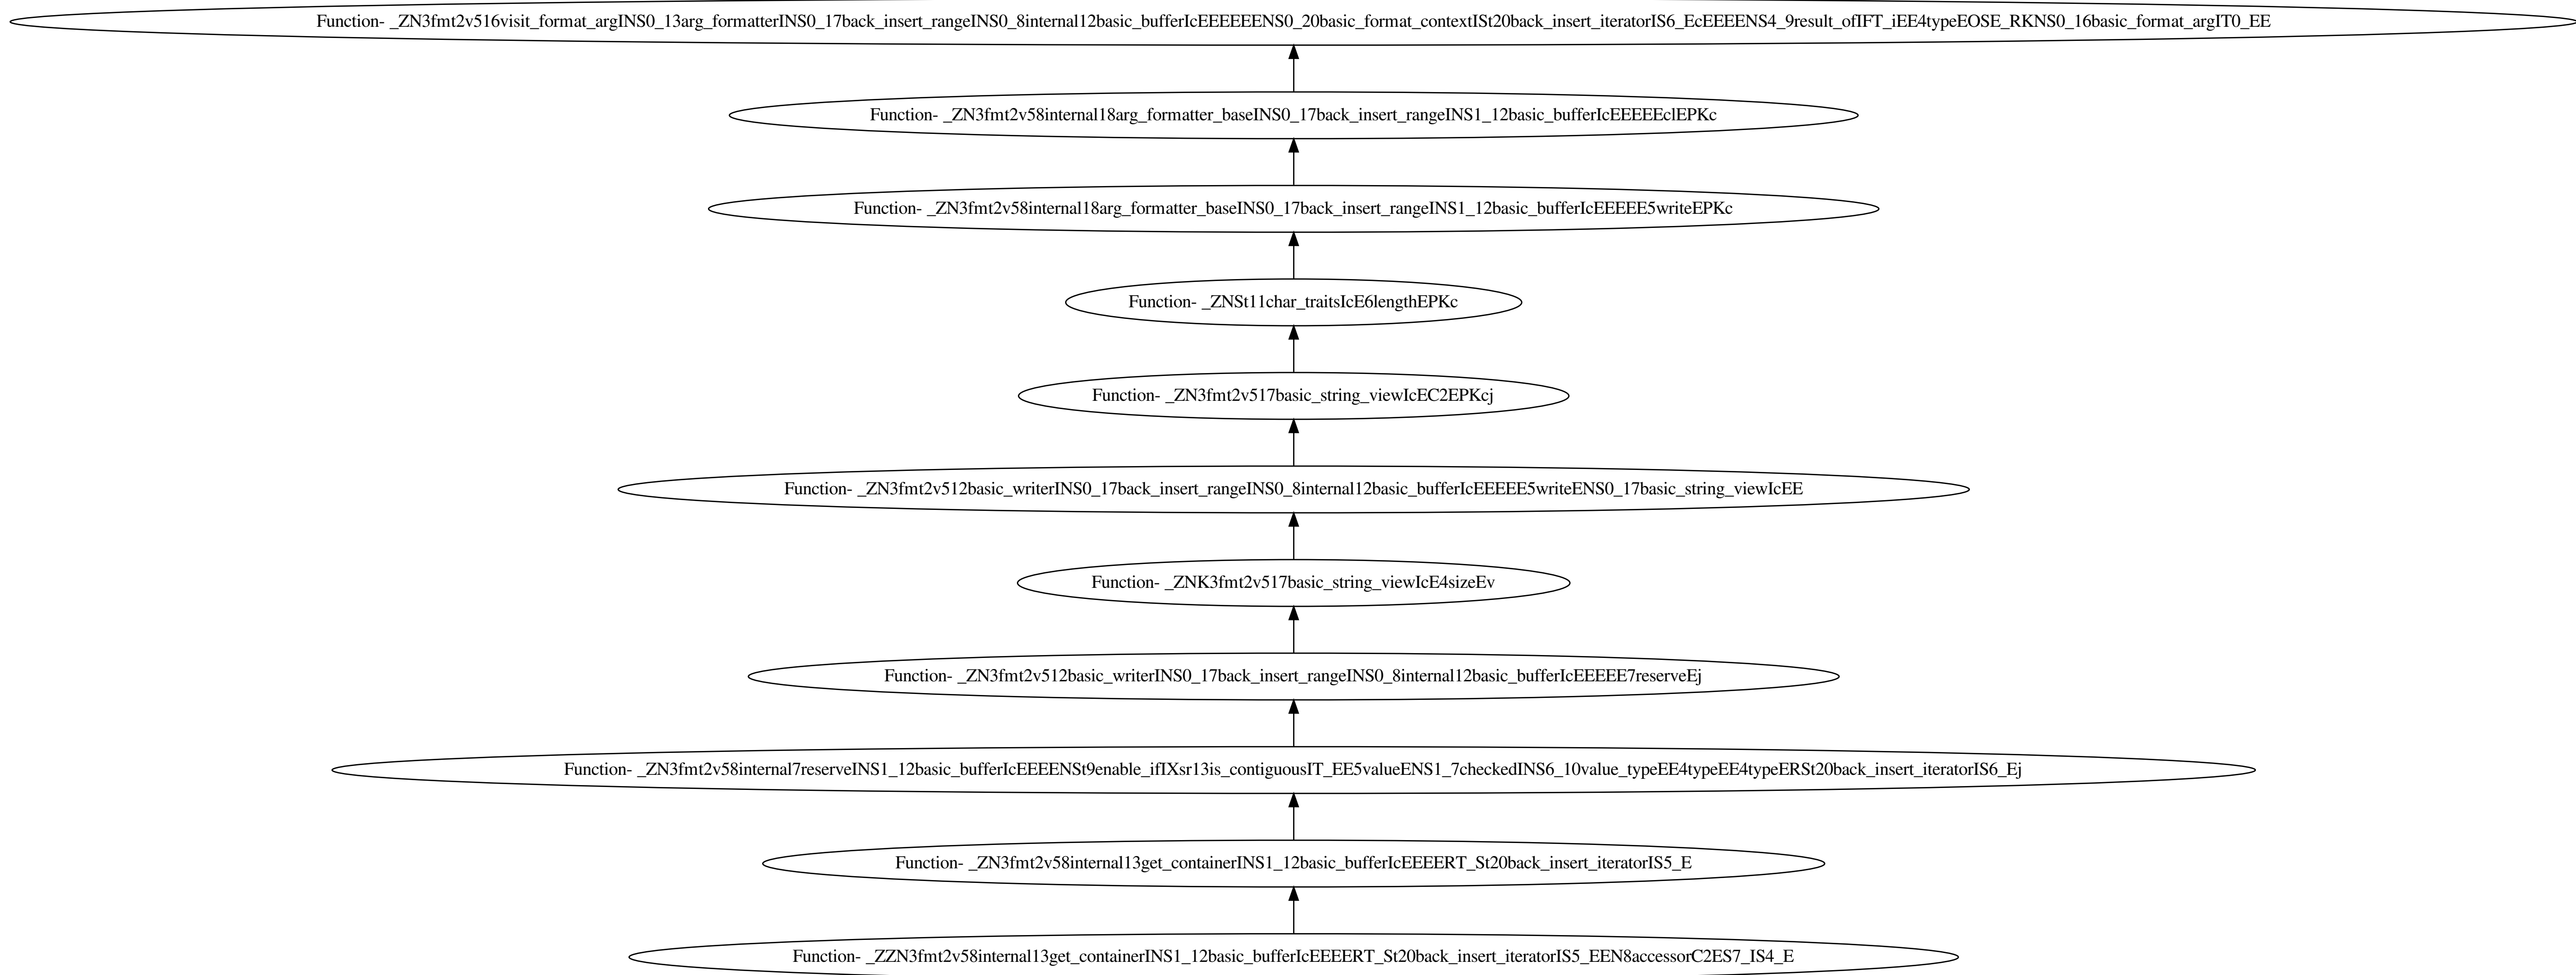 Function- _ZN3fmt2v516visit_format_argINS0_13arg_formatterINS0_17back_insert_rangeINS0_8internal12basic_bufferIcEEEEEENS0_20basic_format_contextISt20back_insert_iteratorIS6_EcEEEENS4_9result_ofIFT_iEE4typeEOSE_RKNS0_16basic_format_argIT0_EE
Function- _ZN3fmt2v58internal18arg_formatter_baseINS0_17back_insert_rangeINS1_12basic_bufferIcEEEEEclEPKc
Function- _ZN3fmt2v58internal18arg_formatter_baseINS0_17back_insert_rangeINS1_12basic_bufferIcEEEEE5writeEPKc
Function- _ZNSt11char_traitsIcE6lengthEPKc
Function- _ZN3fmt2v517basic_string_viewIcEC2EPKcj
Function- _ZN3fmt2v512basic_writerINS0_17back_insert_rangeINS0_8internal12basic_bufferIcEEEEE5writeENS0_17basic_string_viewIcEE
Function- _ZNK3fmt2v517basic_string_viewIcE4sizeEv
Function- _ZN3fmt2v512basic_writerINS0_17back_insert_rangeINS0_8internal12basic_bufferIcEEEEE7reserveEj
Function- _ZN3fmt2v58internal7reserveINS1_12basic_bufferIcEEEENSt9enable_ifIXsr13is_contiguousIT_EE5valueENS1_7checkedINS6_10value_typeEE4typeEE4typeERSt20back_insert_iteratorIS6_Ej
Function- _ZN3fmt2v58internal13get_containerINS1_12basic_bufferIcEEEERT_St20back_insert_iteratorIS5_E
Function- _ZZN3fmt2v58internal13get_containerINS1_12basic_bufferIcEEEERT_St20back_insert_iteratorIS5_EEN8accessorC2ES7_IS4_E